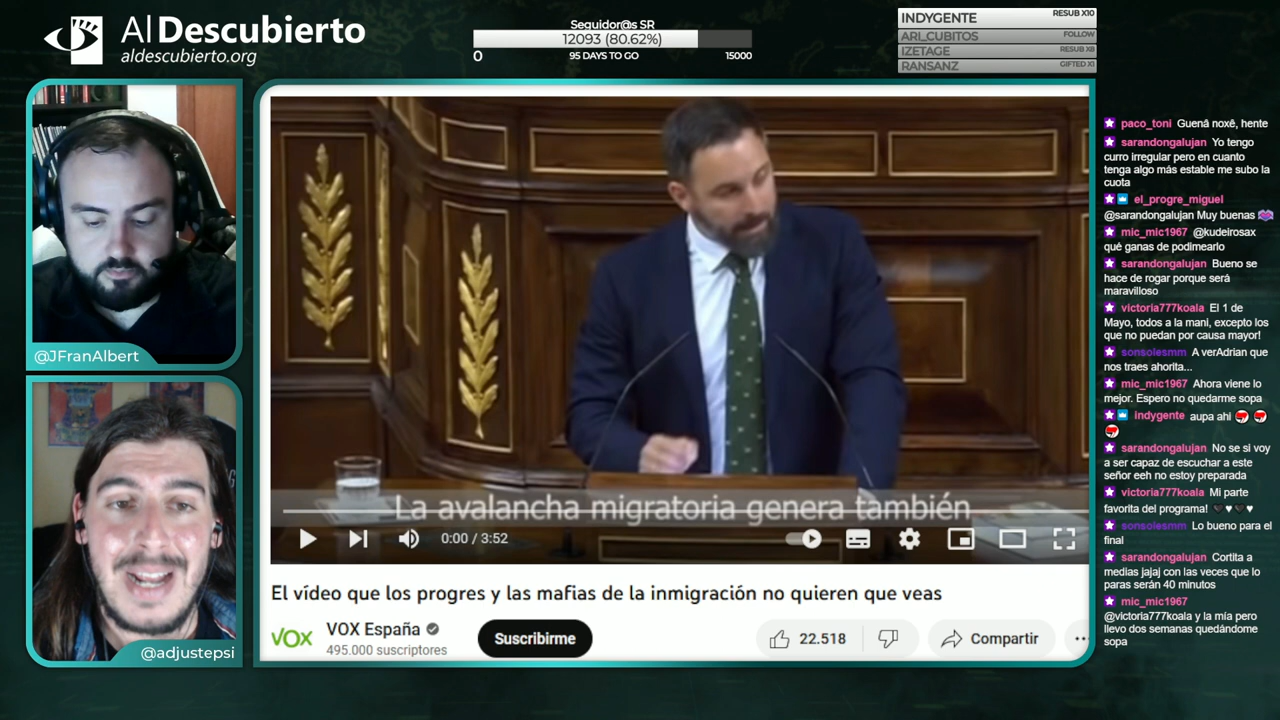 Al Descubierto
aldescubierto.org
Seguidor@s SR
12093 (80.62%)
0
95 DAYS TO GO
15000
INDYGENTE RESUB X10
ARI_CUBITOS FOLLOW
IZETAGE RESUB X8
RANSANZ GIFTED X1
@JFranAlbert
@adjustepsi
La avalancha migratoria genera también
0:00 / 3:52
El vídeo que los progres y las mafias de la inmigración no quieren que veas
VOX
VOX España
495.000 suscriptores
Suscribirme
22.518
Compartir
paco_toni Guenâ noxê, hente
sarandongalujan Yo tengo
curro irregular pero en cuanto
tenga algo más estable me subo la
cuota
el_progre_miguel
@sarandongalujan Muy buenas
mic_mic1967 @kudeirosax
qué ganas de podimearlo
sarandongalujan Bueno se
hace de rogar porque será
maravilloso
victoria777koala El 1 de
Mayo, todos a la mani, excepto los
que no puedan por causa mayor!
sonsolesmm A verAdrian que
nos traes ahorita...
mic_mic1967 Ahora viene lo
mejor. Espero no quedarme sopa
indygente aupa ahi
sarandongalujan No se si voy
a ser capaz de escuchar a este
señor eeh no estoy preparada
victoria777koala Mi parte
favorita del programa! 🖤♥🖤♥
sonsolesmm Lo bueno para el
final
sarandongalujan Cortita a
medias jajaj con las veces que lo
paras serán 40 minutos
mic_mic1967
@victoria777koala y la mía pero
llevo dos semanas quedándome
sopa